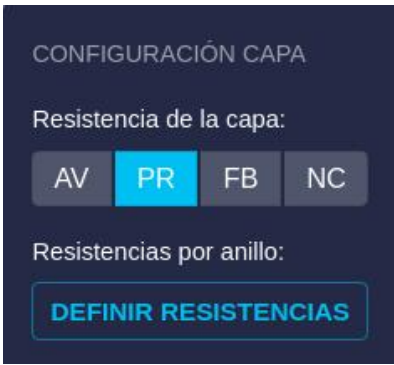 CONFIGURACIÓN CAPA
Resistencia de la capa:
AV PR FB NC
Resistencias por anillo:
DEFINIR RESISTENCIAS